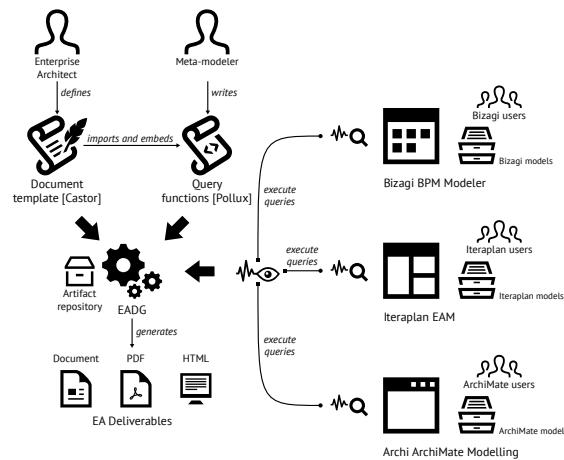 Enterprise
Architect
Meta-modeler
defines
writes
imports and embeds
Document
template [Castor]
Query
functions [Pollux]
Artifact
repository
EADG
generates
Document
PDF
HTML
EA Deliverables
execute
queries
execute
queries
execute
queries
Bizagi users
Bizagi models
Bizagi BPM Modeler
Iteraplan users
Iteraplan models
Iteraplan EAM
ArchiMate users
ArchiMate model
Archi ArchiMate Modelling